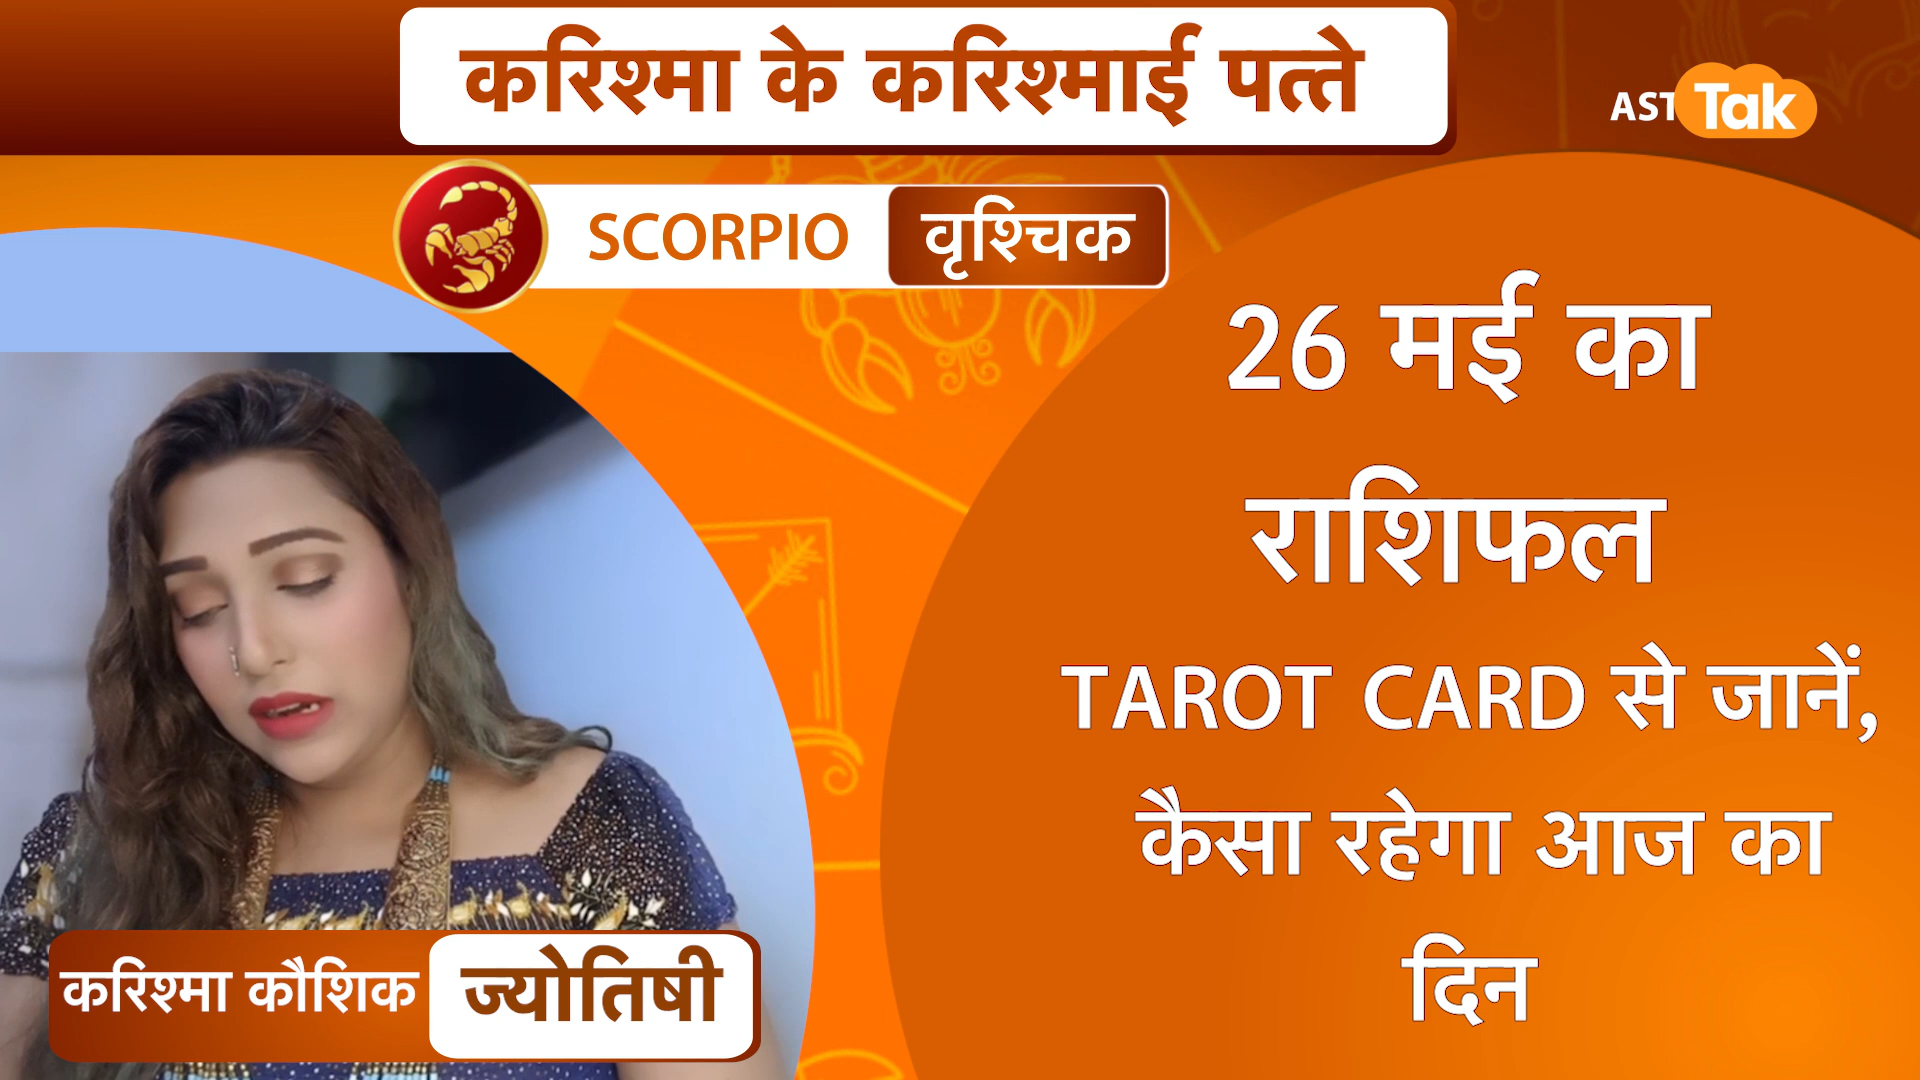 करिश्मा के करिश्माई पत्ते
AST Tak
SCORPIO वृश्चिक
26 मई का
राशिफल
TAROT CARD से जानें,
कैसा रहेगा आज का
दिन
करिश्मा कौशिक ज्योतिषी